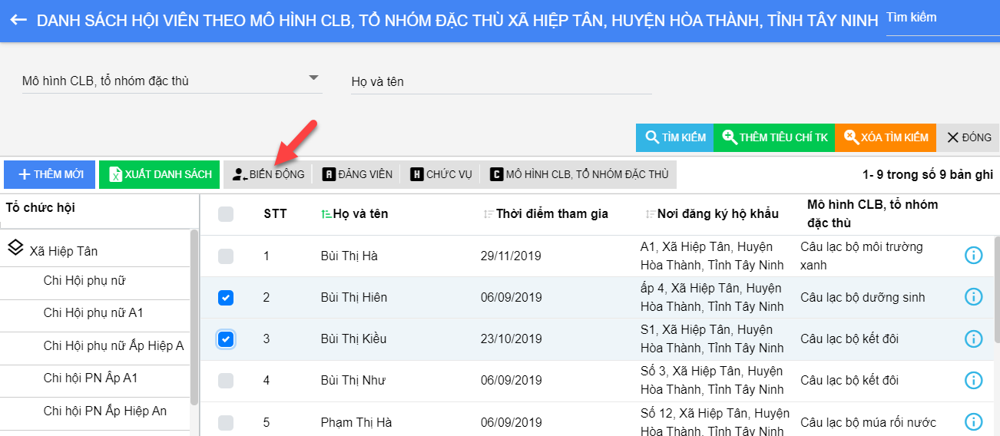 DANH SÁCH HỘI VIÊN THEO MÔ HÌNH CLB, TỔ NHÓM ĐẶC THÙ XÃ HIỆP TÂN, HUYỆN HÒA THÀNH, TỈNH TÂY NINH
Tìm kiếm
Mô hình CLB, tổ nhóm đặc thù
Họ và tên
TÌM KIẾM
THÊM TIÊU CHÍ TK
XÓA TÌM KIẾM
ĐÓNG
THÊM MỚI
XUẤT DANH SÁCH
BIẾN ĐỘNG
A ĐẢNG VIÊN
H CHỨC VỤ
C MÔ HÌNH CLB, TỔ NHÓM ĐẶC THÙ
1- 9 trong số 9 bản ghi
Tổ chức hội
Xã Hiệp Tân
Chi Hội phụ nữ
Chi Hội phụ nữ A1
Chi Hội phụ nữ Ấp Hiệp A
Chi hội PN Ấp A1
Chi hội PN Ấp Hiệp An
STT
Họ và tên
Thời điểm tham gia
Nơi đăng ký hộ khẩu
Mô hình CLB, tổ nhóm
đặc thù
1
Bùi Thị Hà
29/11/2019
A1, Xã Hiệp Tân, Huyện
Hòa Thành, Tỉnh Tây Ninh
Câu lạc bộ môi trường
xanh
2
Bùi Thị Hiên
06/09/2019
ấp 4, Xã Hiệp Tân, Huyện
Hòa Thành, Tỉnh Tây Ninh
Câu lạc bộ dưỡng sinh
3
Bùi Thị Kiều
23/10/2019
S1, Xã Hiệp Tân, Huyện
Hòa Thành, Tỉnh Tây Ninh
Câu lạc bộ kết đôi
4
Bùi Thị Như
06/09/2019
Số 3, Xã Hiệp Tân, Huyện
Hòa Thành, Tỉnh Tây Ninh
Câu lạc bộ kết đôi
5
Phạm Thị Hà
06/09/2019
Số 12, Xã Hiệp Tân, Huyện
Hòa Thành, Tỉnh Tây Ninh
Câu lạc bộ múa rối nước